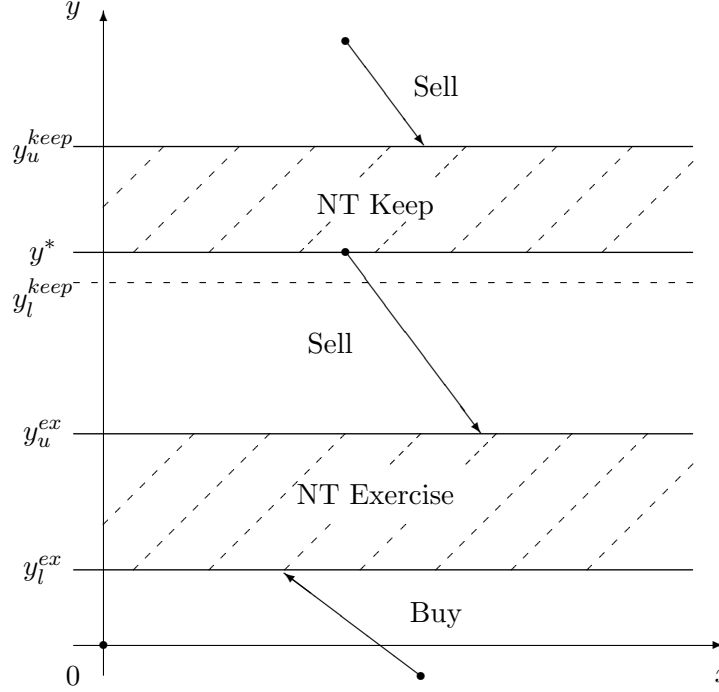 y
Sell
y_u^{keep}
NT Keep
y^*
y_l^{keep}
Sell
y_u^{ex}
NT Exercise
y_l^{ex}
Buy
0